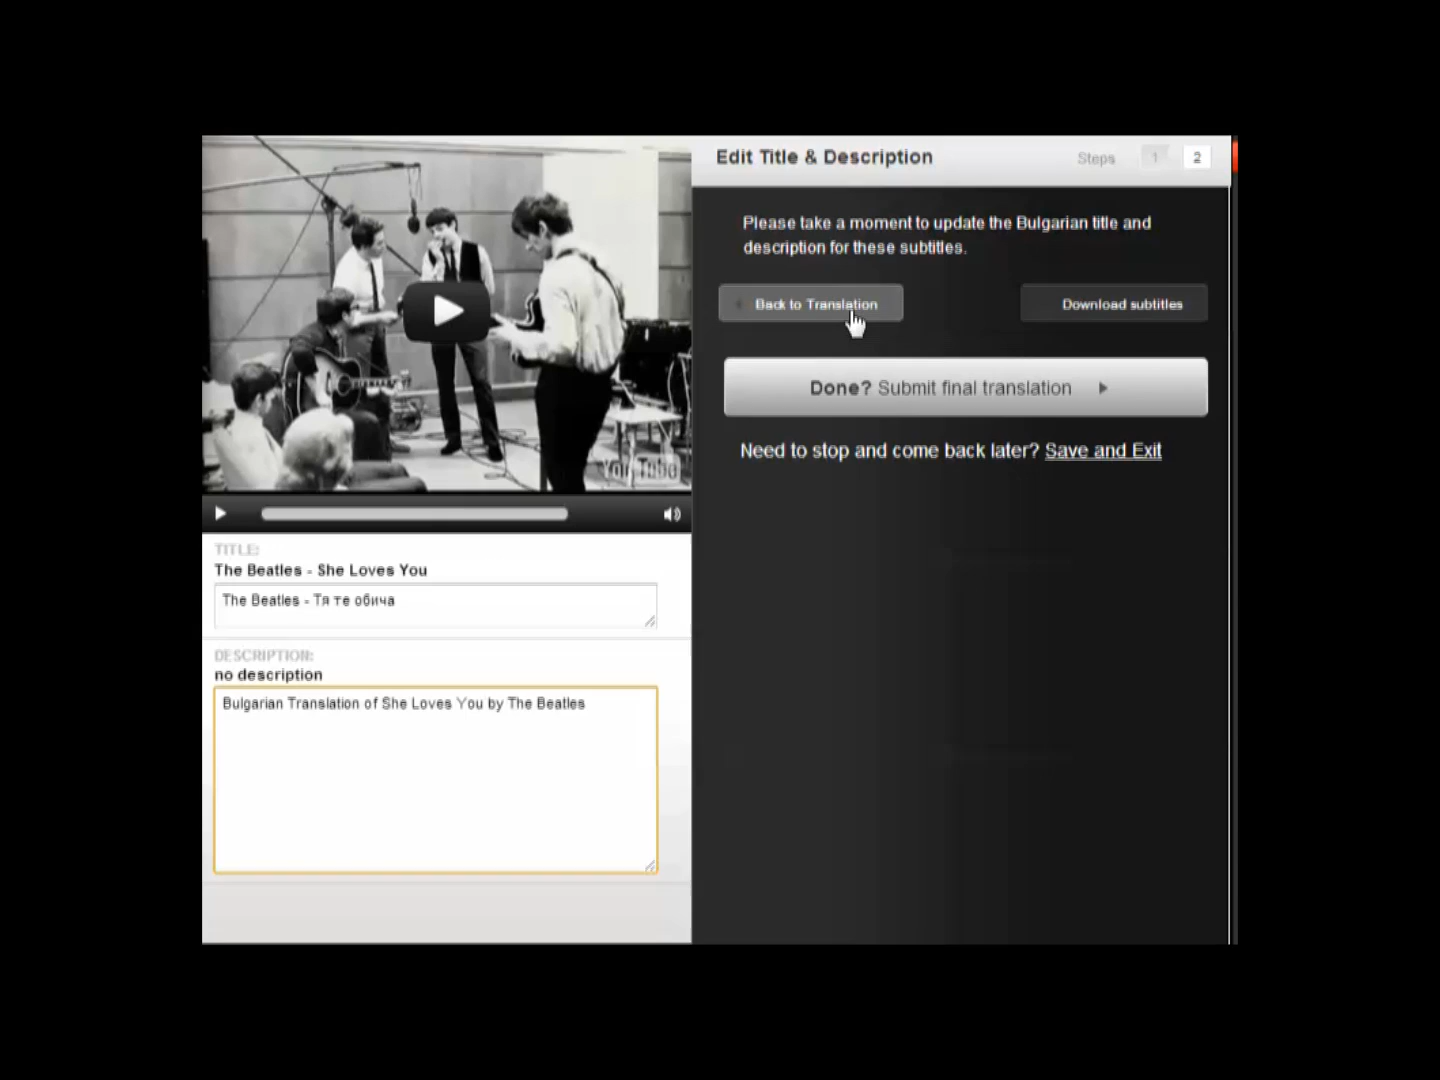 Edit Title & Description
Steps
1
2
Please take a moment to update the Bulgarian title and
description for these subtitles.
Back to Translation
Download subtitles
Done? Submit final translation
Need to stop and come back later? Save and Exit
You Tube
TITLE:
The Beatles - She Loves You
The Beatles - Тя те обича
DESCRIPTION:
no description
Bulgarian Translation of She Loves You by The Beatles